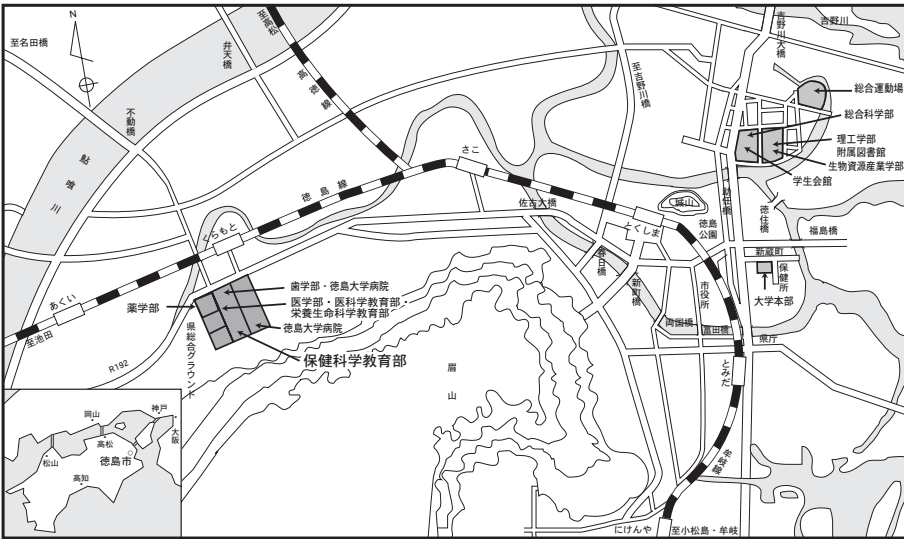 N
至名田橋
弁天橋
至高松
高徳線
不動橋
鮎喰川
徳島線
さこ
至吉野川橋
吉野川大橋
吉野川
総合運動場
総合科学部
理工学部
附属図書館
生物資源産業学部
学生会館
助任橋
徳住橋
佐古大橋
城山
とくしま
徳島
公園
福島橋
新蔵町
保健所
大学本部
春日橋
新町橋
市役所
両国橋
富田橋
県庁
とみだ
くらもと
あくい
至池田
薬学部
歯学部・徳島大学病院
医学部・医科学教育部・
栄養生命科学教育部
徳島大学病院
保健科学教育部
県総合グラウンド
R192
眉山
牟岐線
にけんや
至小松島・牟岐
岡山
神戸
大阪
高松
徳島市
松山
高知